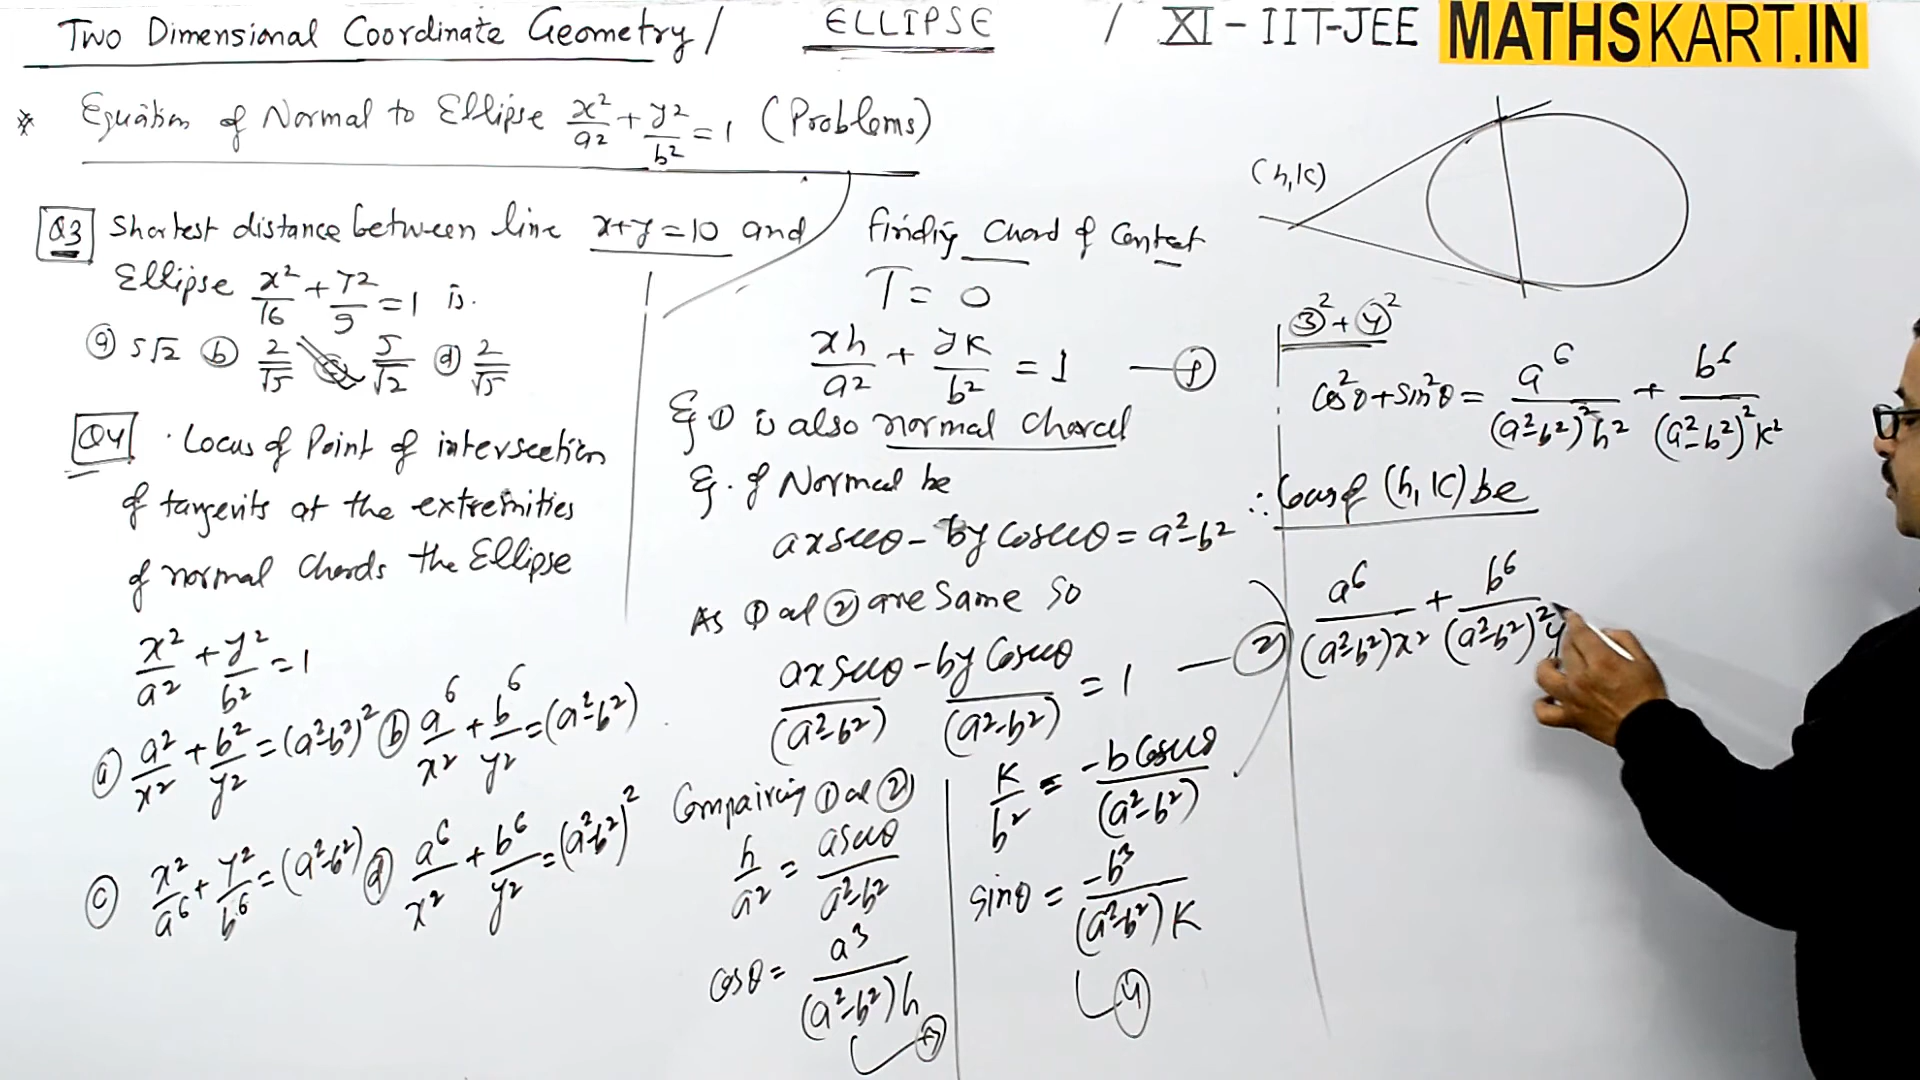 Two Dimensional Coordinate Geometry / ELLIPSE / XI - IIT-JEE MATHSKART.IN
* Equation of Normal to Ellipse x²/a² + y²/b² = 1 (Problems)
Q3 Shortest distance between line x+y=10 and
Ellipse x²/16 + y²/9 = 1 is.
(a) 5√2 (b) 2/√5 (c) 5/√2 (d) 2/√5
Q4 . Locus of Point of intersection
of tangents at the extremities
of normal Chords the Ellipse
x²/a² + y²/b² = 1
(a) a²/x² + b²/y² = (a²-b²)² (b) a⁶/x² + b⁶/y² = (a²-b²)
(c) x²/a⁶ + y²/b⁶ = (a²-b²) (d) a⁶/x² + b⁶/y² = (a²-b²)²
Finding Chord of Contact
T = 0
xh/a² + yk/b² = 1 — (1)
Eq (1) is also normal Chord
Eq. of Normal be
ax secθ - by cosecθ = a²-b²
As (1) and (2) are same so
ax secθ/(a²-b²) - by cosecθ/(a²-b²) = 1 — (2)
Compairing (1) and (2)
h/a² = a secθ/a²-b²
cosθ = a³/(a²-b²)h
(3)
k/b² = -b cosecθ/(a²-b²)
sinθ = -b³/(a²-b²)k
(4)
(h,k)
(3)² + (4)²
cos²θ + sin²θ = a⁶/(a²-b²)²h² + b⁶/(a²-b²)²k²
∴ Locus of (h, k) be
a⁶/(a²-b²)x² + b⁶/(a²-b²)²y